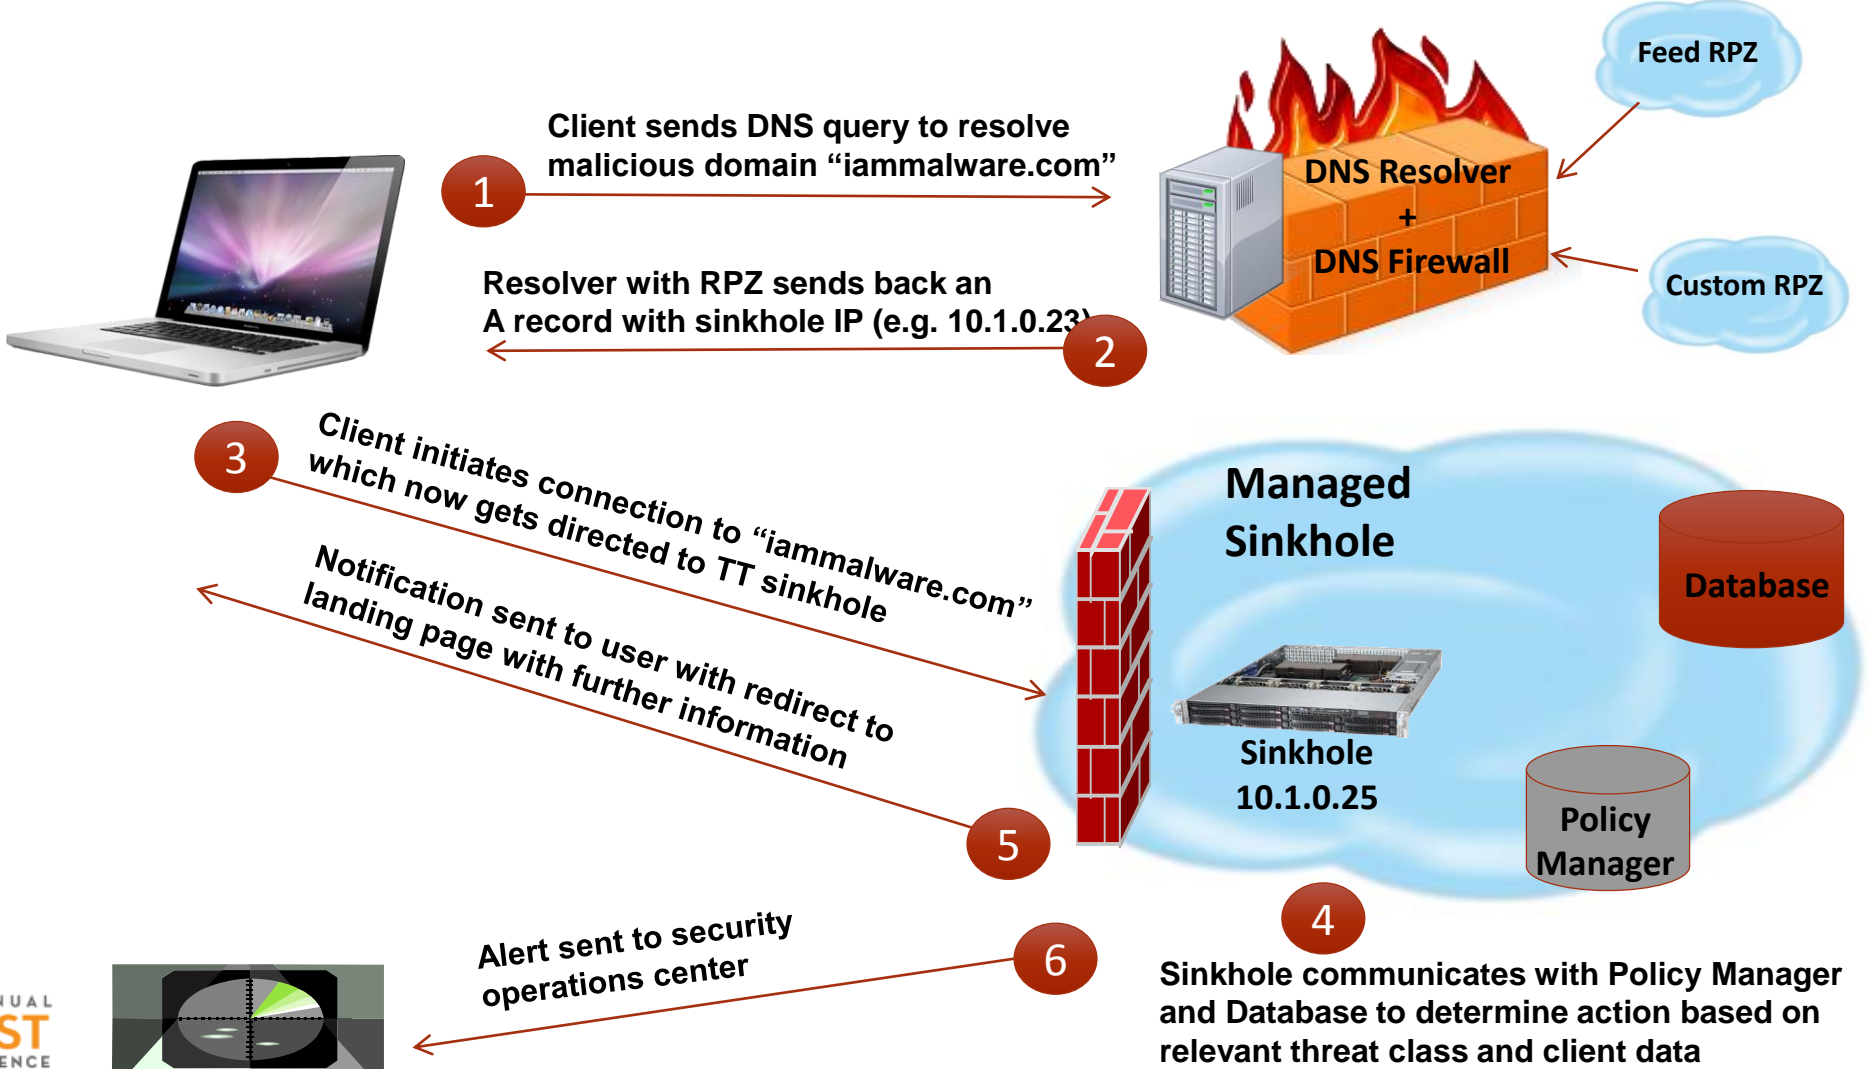 Feed RPZ
Client sends DNS query to resolve
malicious domain “iammalware.com”
1
DNS Resolver
+
DNS Firewall
Custom RPZ
Resolver with RPZ sends back an
A record with sinkhole IP (e.g. 10.1.0.23)
2
3
Client initiates connection to “iammalware.com”
which now gets directed to TT sinkhole
Managed
Sinkhole
Database
Notification sent to user with redirect to
landing page with further information
Sinkhole
10.1.0.25
Policy
Manager
5
4
Sinkhole communicates with Policy Manager
and Database to determine action based on
relevant threat class and client data
6
Alert sent to security
operations center
NUAL
ST
ENCE